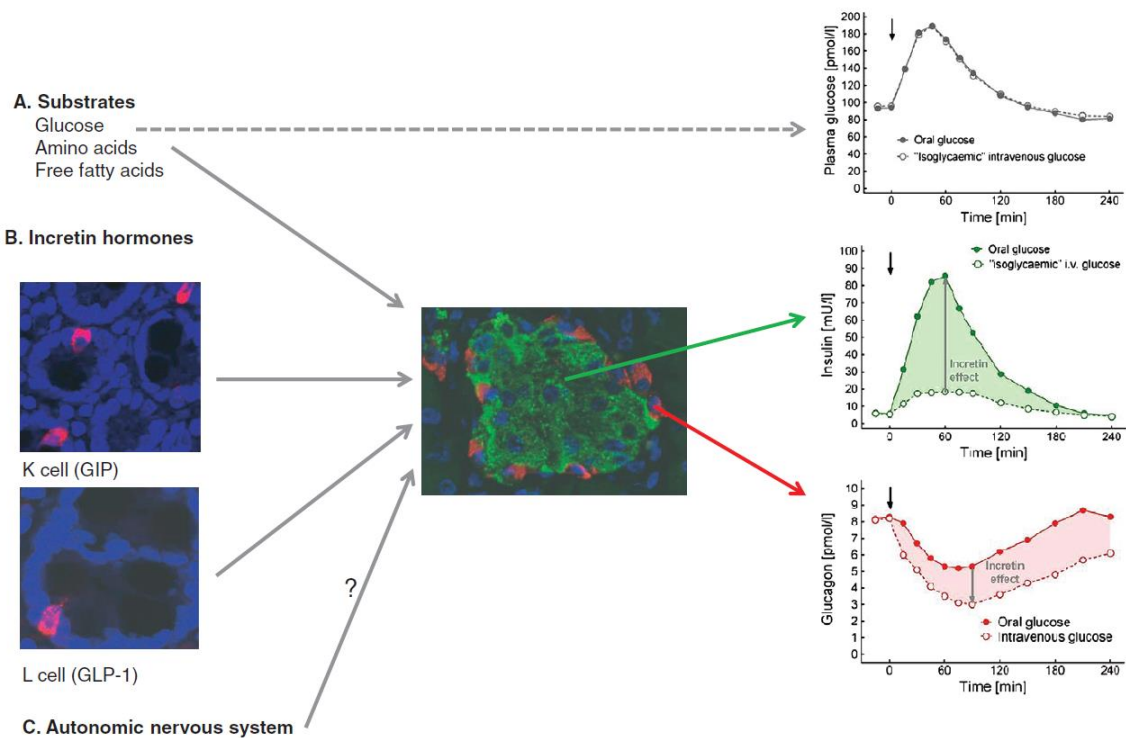 A. Substrates
Glucose
Amino acids
Free fatty acids
B. Incretin hormones
K cell (GIP)
L cell (GLP-1)
C. Autonomic nervous system
?
Plasma glucose [pmol/l]
200
180
160
140
120
100
80
60
40
20
0
Oral glucose
"Isoglycaemic" intravenous glucose
0 60 120 180 240
Time [min]
Insulin [mU/l]
100
90
80
70
60
50
40
30
20
10
0
Oral glucose
"isoglycaemic" i.v. glucose
Incretin
effect
0 60 120 180 240
Time [min]
Glucagon [pmol/l]
10
9
8
7
6
5
4
3
2
1
0
Incretin
effect
Oral glucose
Intravenous glucose
0 60 120 180 240
Time [min]